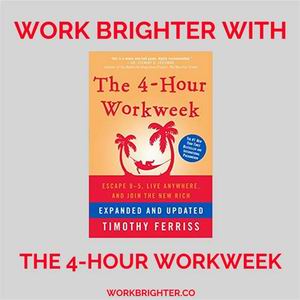 WORK BRIGHTER WITH
The 4-Hour
Workweek
ESCAPE 9-5, LIVE ANYWHERE,
AND JOIN THE NEW RICH
EXPANDED AND UPDATED
TIMOTHY FERRISS
THE 4-HOUR WORKWEEK
WORKBRIGHTER.CO